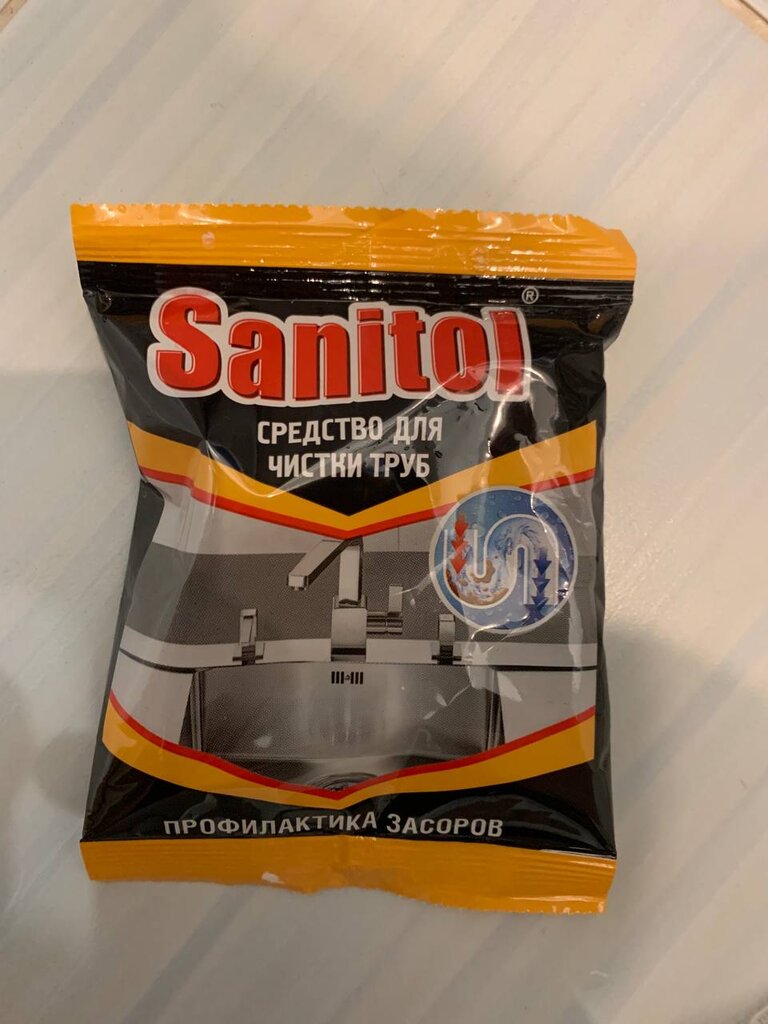 Sanitol®
СРЕДСТВО ДЛЯ
ЧИСТКИ ТРУБ
ПРОФИЛАКТИКА ЗАСОРОВ